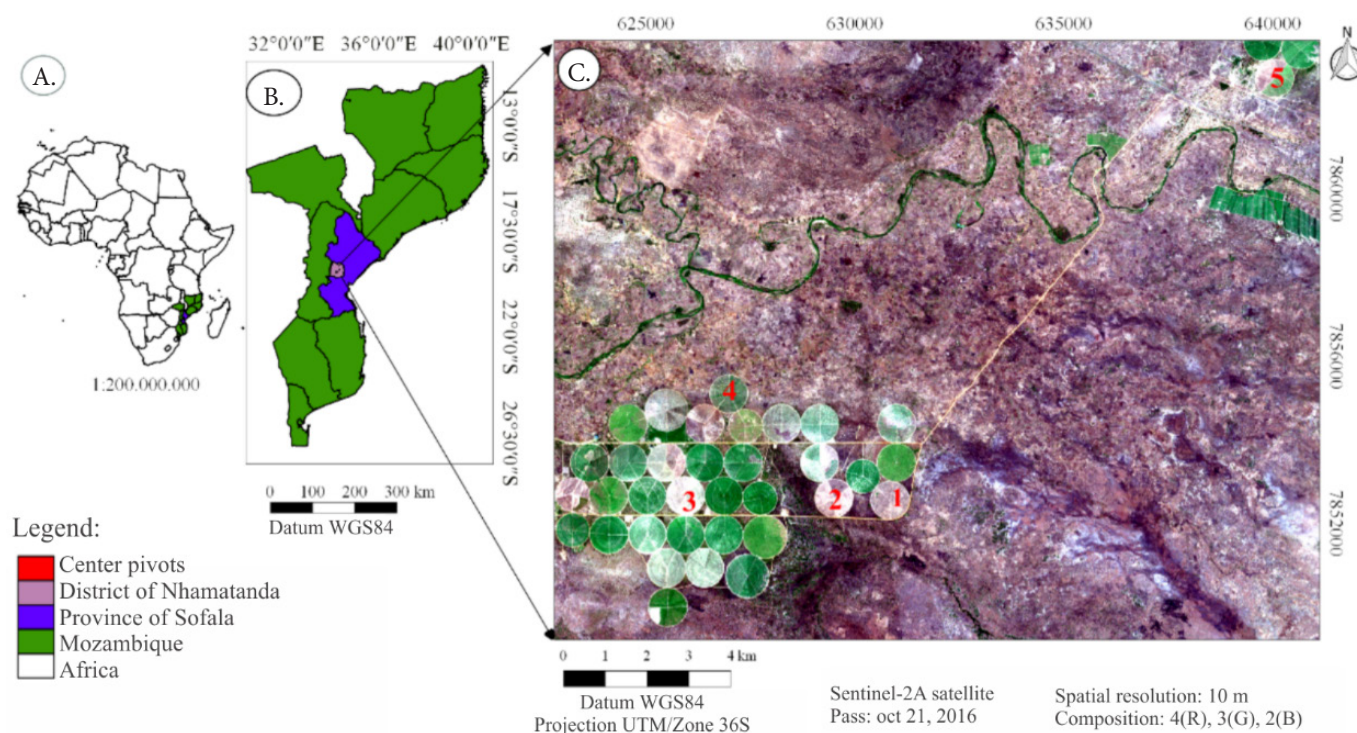 A.
1:200.000.000
32°0'0"E 36°0'0"E 40°0'0"E
B.
13°0'0"S
17°30'0"S
22°0'0"S
26°30'0"S
0 100 200 300 km
Datum WGS84
625000 630000 635000 640000
C.
N
7860000
7856000
7852000
5
4
3
2
1
0 1 2 3 4 km
Datum WGS84
Projection UTM/Zone 36S
Sentinel-2A satellite
Pass: oct 21, 2016
Spatial resolution: 10 m
Composition: 4(R), 3(G), 2(B)
Legend:
Center pivots
District of Nhamatanda
Province of Sofala
Mozambique
Africa